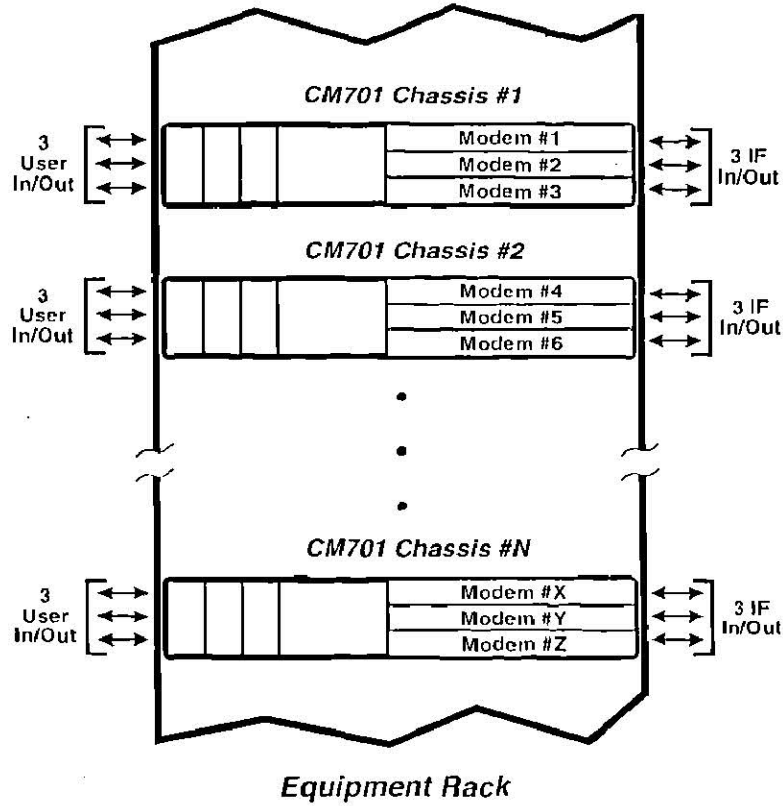 CM701 Chassis #1
3
User
In/Out
Modem #1
Modem #2
Modem #3
3 IF
In/Out
CM701 Chassis #2
3
User
In/Out
Modem #4
Modem #5
Modem #6
3 IF
In/Out
CM701 Chassis #N
3
User
In/Out
Modem #X
Modem #Y
Modem #Z
3 IF
In/Out
Equipment Rack